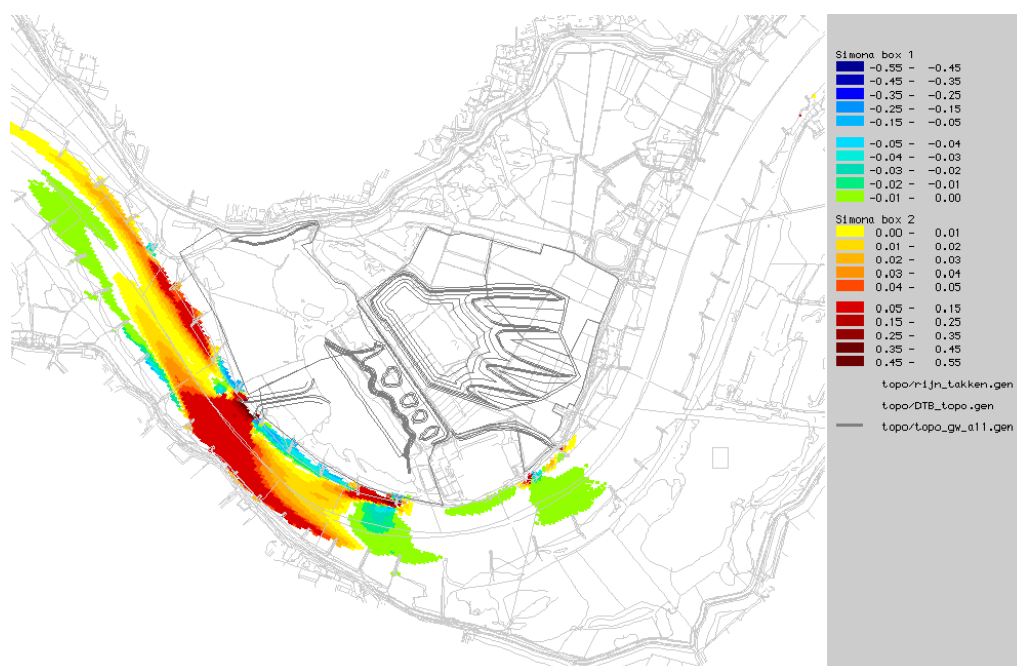 Simona box 1
-0.55 - -0.45
-0.45 - -0.35
-0.35 - -0.25
-0.25 - -0.15
-0.15 - -0.05
-0.05 - -0.04
-0.04 - -0.03
-0.03 - -0.02
-0.02 - -0.01
-0.01 - 0.00
Simona box 2
0.00 - 0.01
0.01 - 0.02
0.02 - 0.03
0.03 - 0.04
0.04 - 0.05
0.05 - 0.15
0.15 - 0.25
0.25 - 0.35
0.35 - 0.45
0.45 - 0.55
topo/rijn_takken.gen
topo/DTB_topo.gen
topo/topo_gw_all.gen